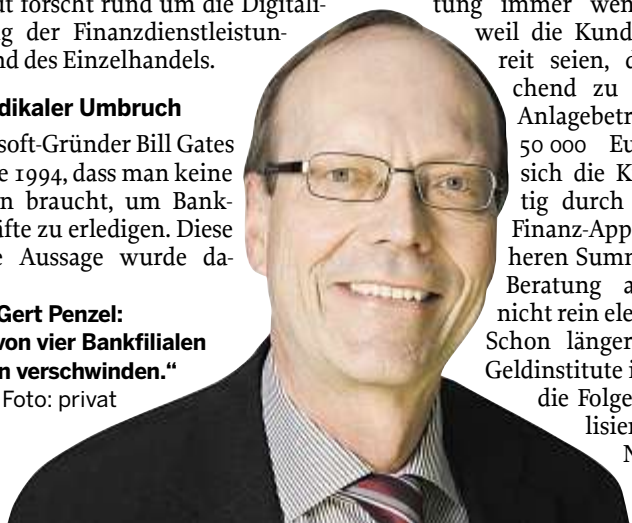 ut forscht rund um die Digitali-
g der Finanzdienstleistun-
nd des Einzelhandels.
dikaler Umbruch
soft-Gründer Bill Gates
e 1994, dass man keine
n braucht, um Bank-
äfte zu erledigen. Diese
e Aussage wurde da-
Gert Penzel:
von vier Bankfilialen
n verschwinden.“
Foto: privat
tung immer wen
weil die Kund
reit seien, d
chend zu
Anlagebetr
50 000 Eu
sich die K
tig durch
Finanz-App
heren Summ
Beratung a
nicht rein ele
Schon länger
Geldinstitute i
die Folge
lisier
N